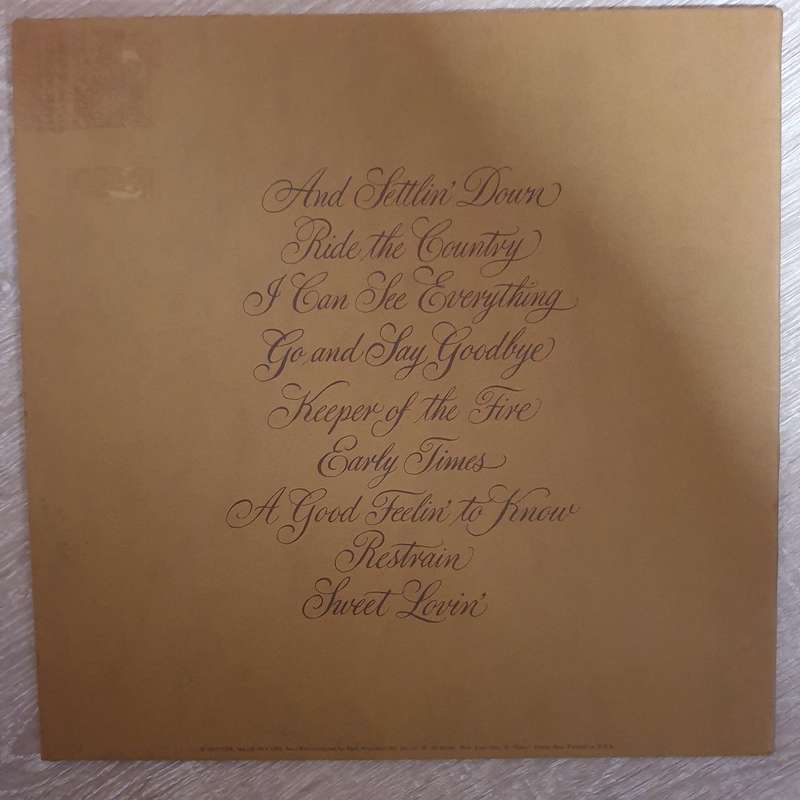 And Settlin' Down
Ride the Country
I Can See Everything
Go and Say Goodbye
Keeper of the Fire
Early Times
A Good Feelin' to Know
Restrain
Sweet Lovin'